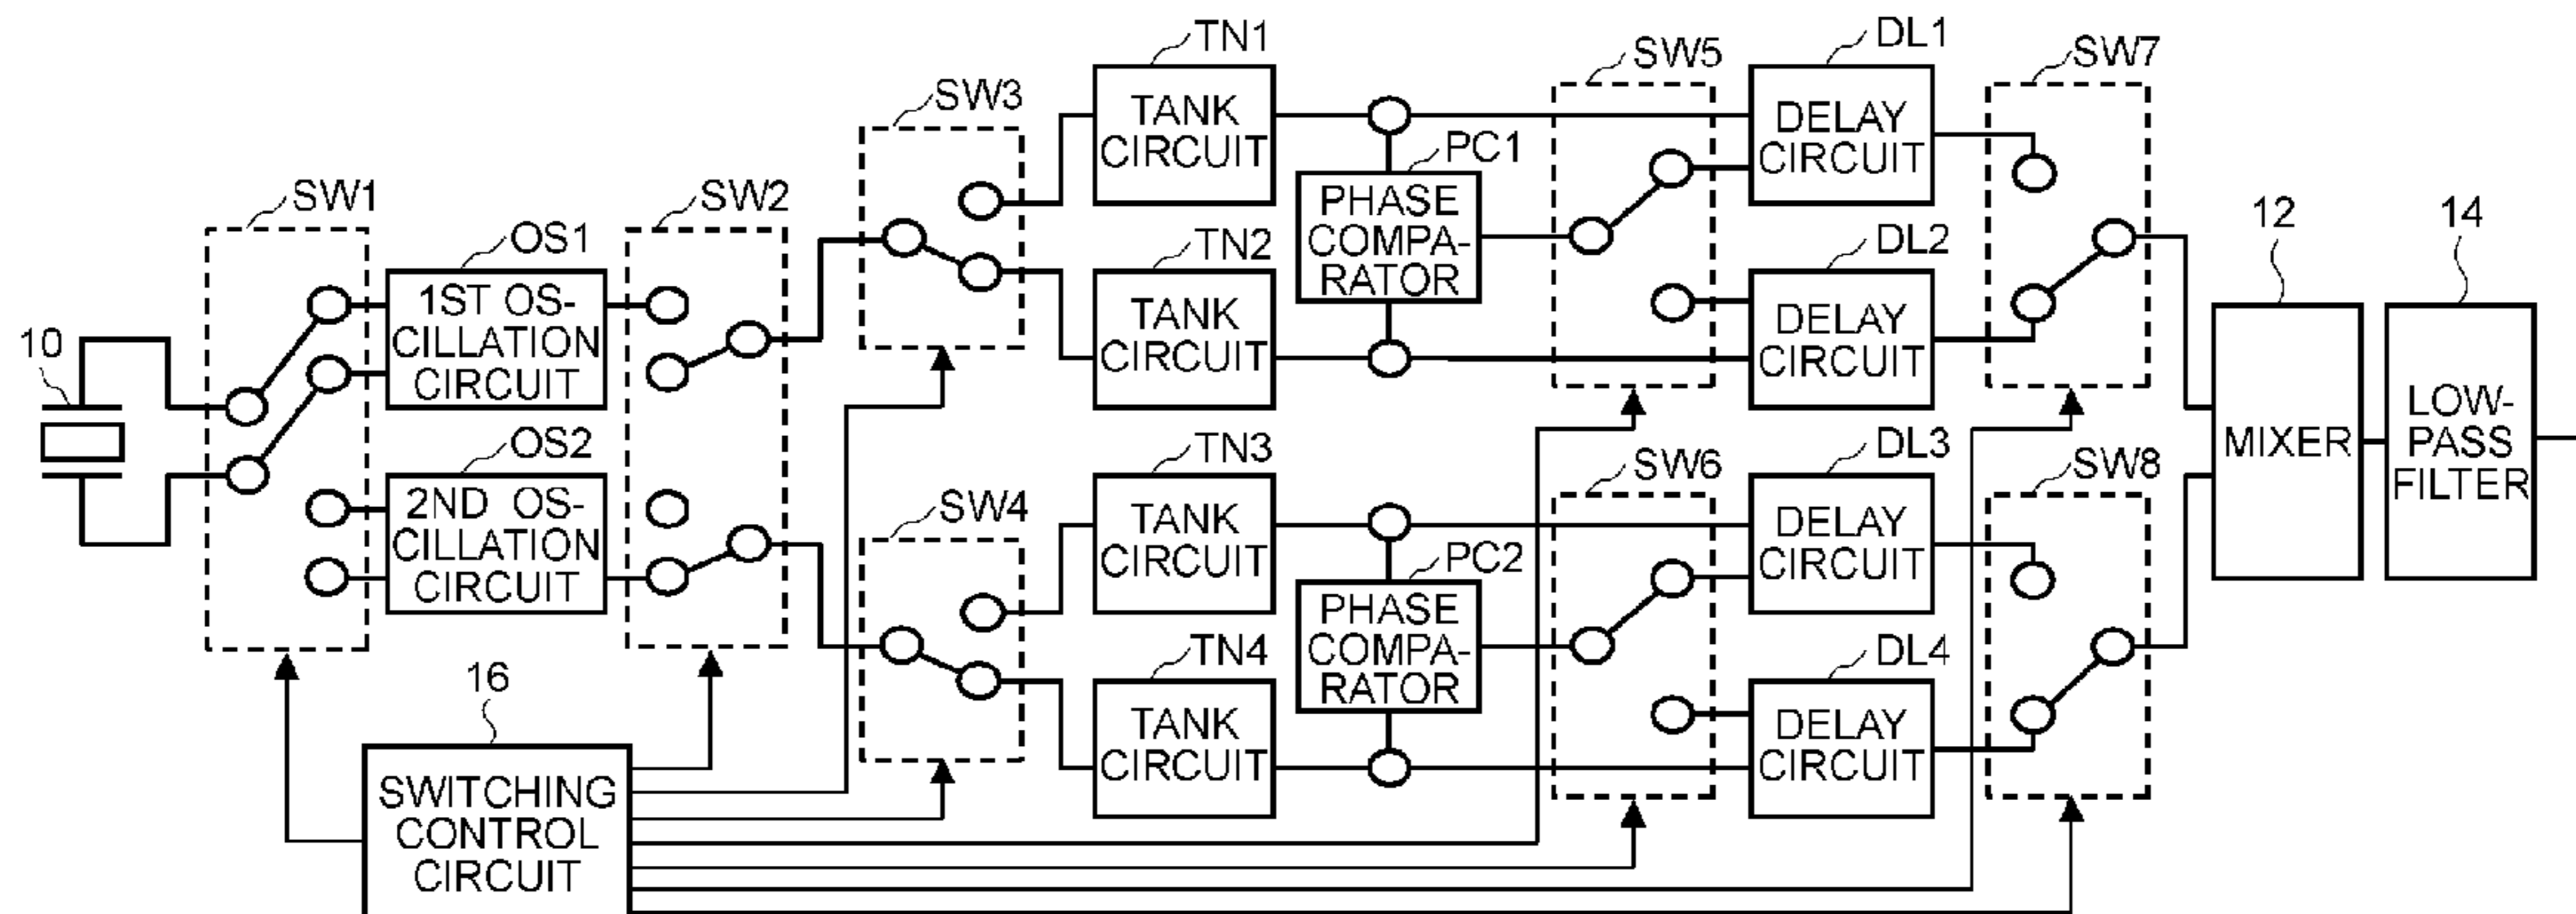 TN1
TANK
CIRCUIT
SW3
SW5
DL1
DELAY
CIRCUIT
SW7
PC1
PHASE
COMPA-
RATOR
SW1
OS1
1ST OS-
CILLATION
CIRCUIT
SW2
TN2
TANK
CIRCUIT
DL2
DELAY
CIRCUIT
12
MIXER
14
LOW-
PASS
FILTER
10
OS2
2ND OS-
CILLATION
CIRCUIT
SW4
TN3
TANK
CIRCUIT
PC2
PHASE
COMPA-
RATOR
SW6
DL3
DELAY
CIRCUIT
SW8
TN4
TANK
CIRCUIT
DL4
DELAY
CIRCUIT
16
SWITCHING
CONTROL
CIRCUIT